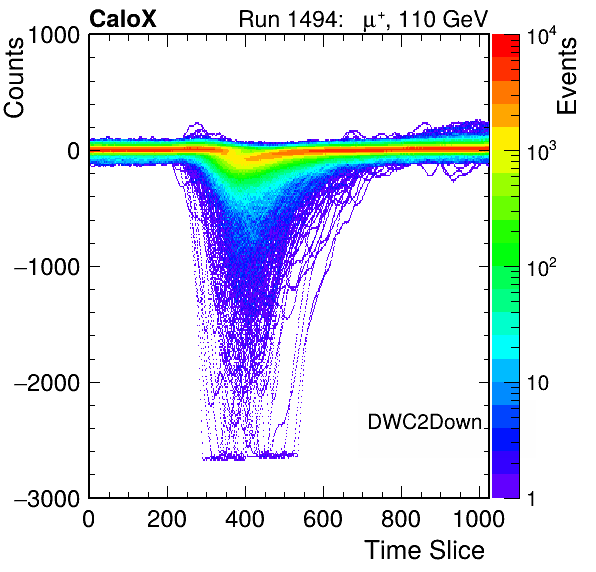 CaloX Run 1494: μ⁺, 110 GeV
Counts
Events
1000
0
−1000
−2000
−3000
0 200 400 600 800 1000
Time Slice
DWC2Down
10⁴
10³
10²
10
1